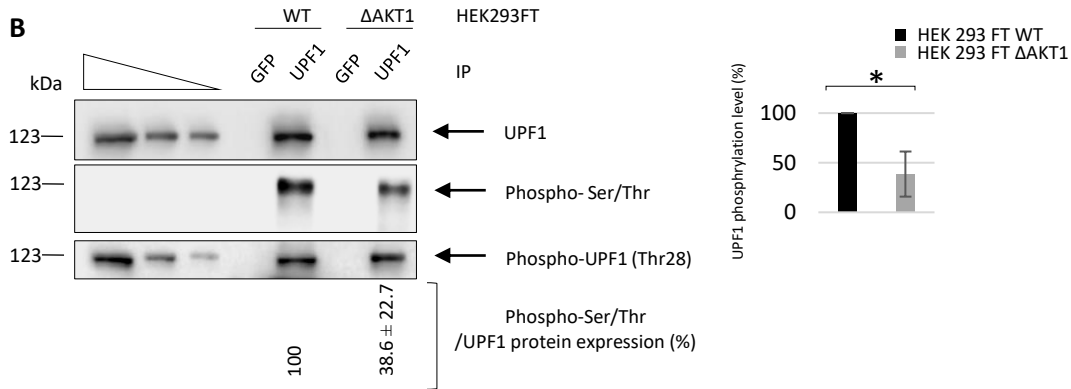 B
WT ΔAKT1 HEK293FT
GFP UPF1 GFP UPF1 IP
kDa
123 UPF1
123 Phospho- Ser/Thr
123 Phospho-UPF1 (Thr28)
100 38.6 ± 22.7
Phospho-Ser/Thr
/UPF1 protein expression (%)
HEK 293 FT WT
HEK 293 FT ΔAKT1
*
UPF1 phosphrylation level (%)
100
50
0